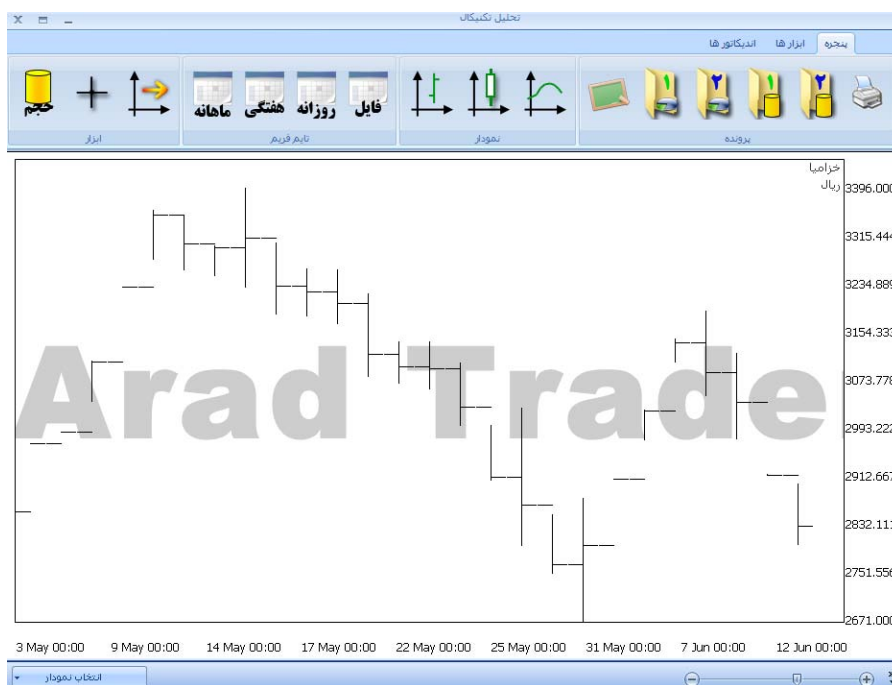 تحلیل تکنیکال
پنجره ابزار ها اندیکاتور ها
۱ ۲ ۱ ۲
فایل روزانه هفتگی ماهانه حجم
پرونده نمودار تایم فریم ابزار
خزامیا
ریال
3396.000
3315.444
3234.889
3154.333
3073.778
2993.222
2912.667
2832.111
2751.556
2671.000
Arad Trade
3 May 00:00 9 May 00:00 14 May 00:00 17 May 00:00 22 May 00:00 25 May 00:00 31 May 00:00 7 Jun 00:00 12 Jun 00:00
انتخاب نمودار